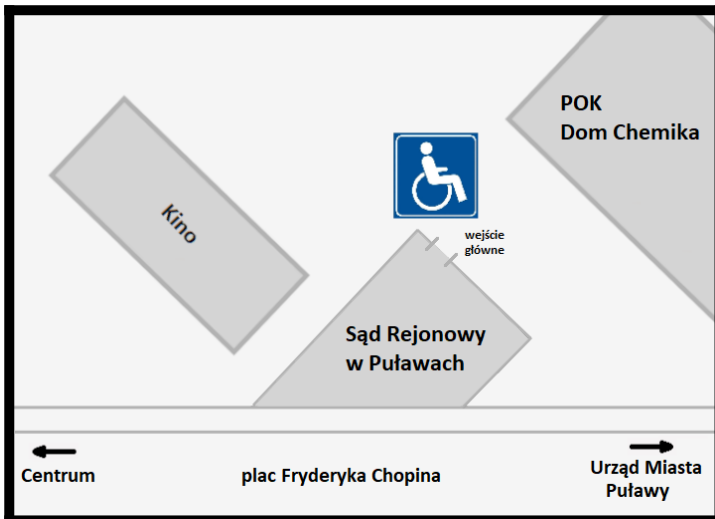 POK
Dom Chemika
Kino
wejście
główne
Sąd Rejonowy
w Puławach
Centrum
plac Fryderyka Chopina
Urząd Miasta
Puławy